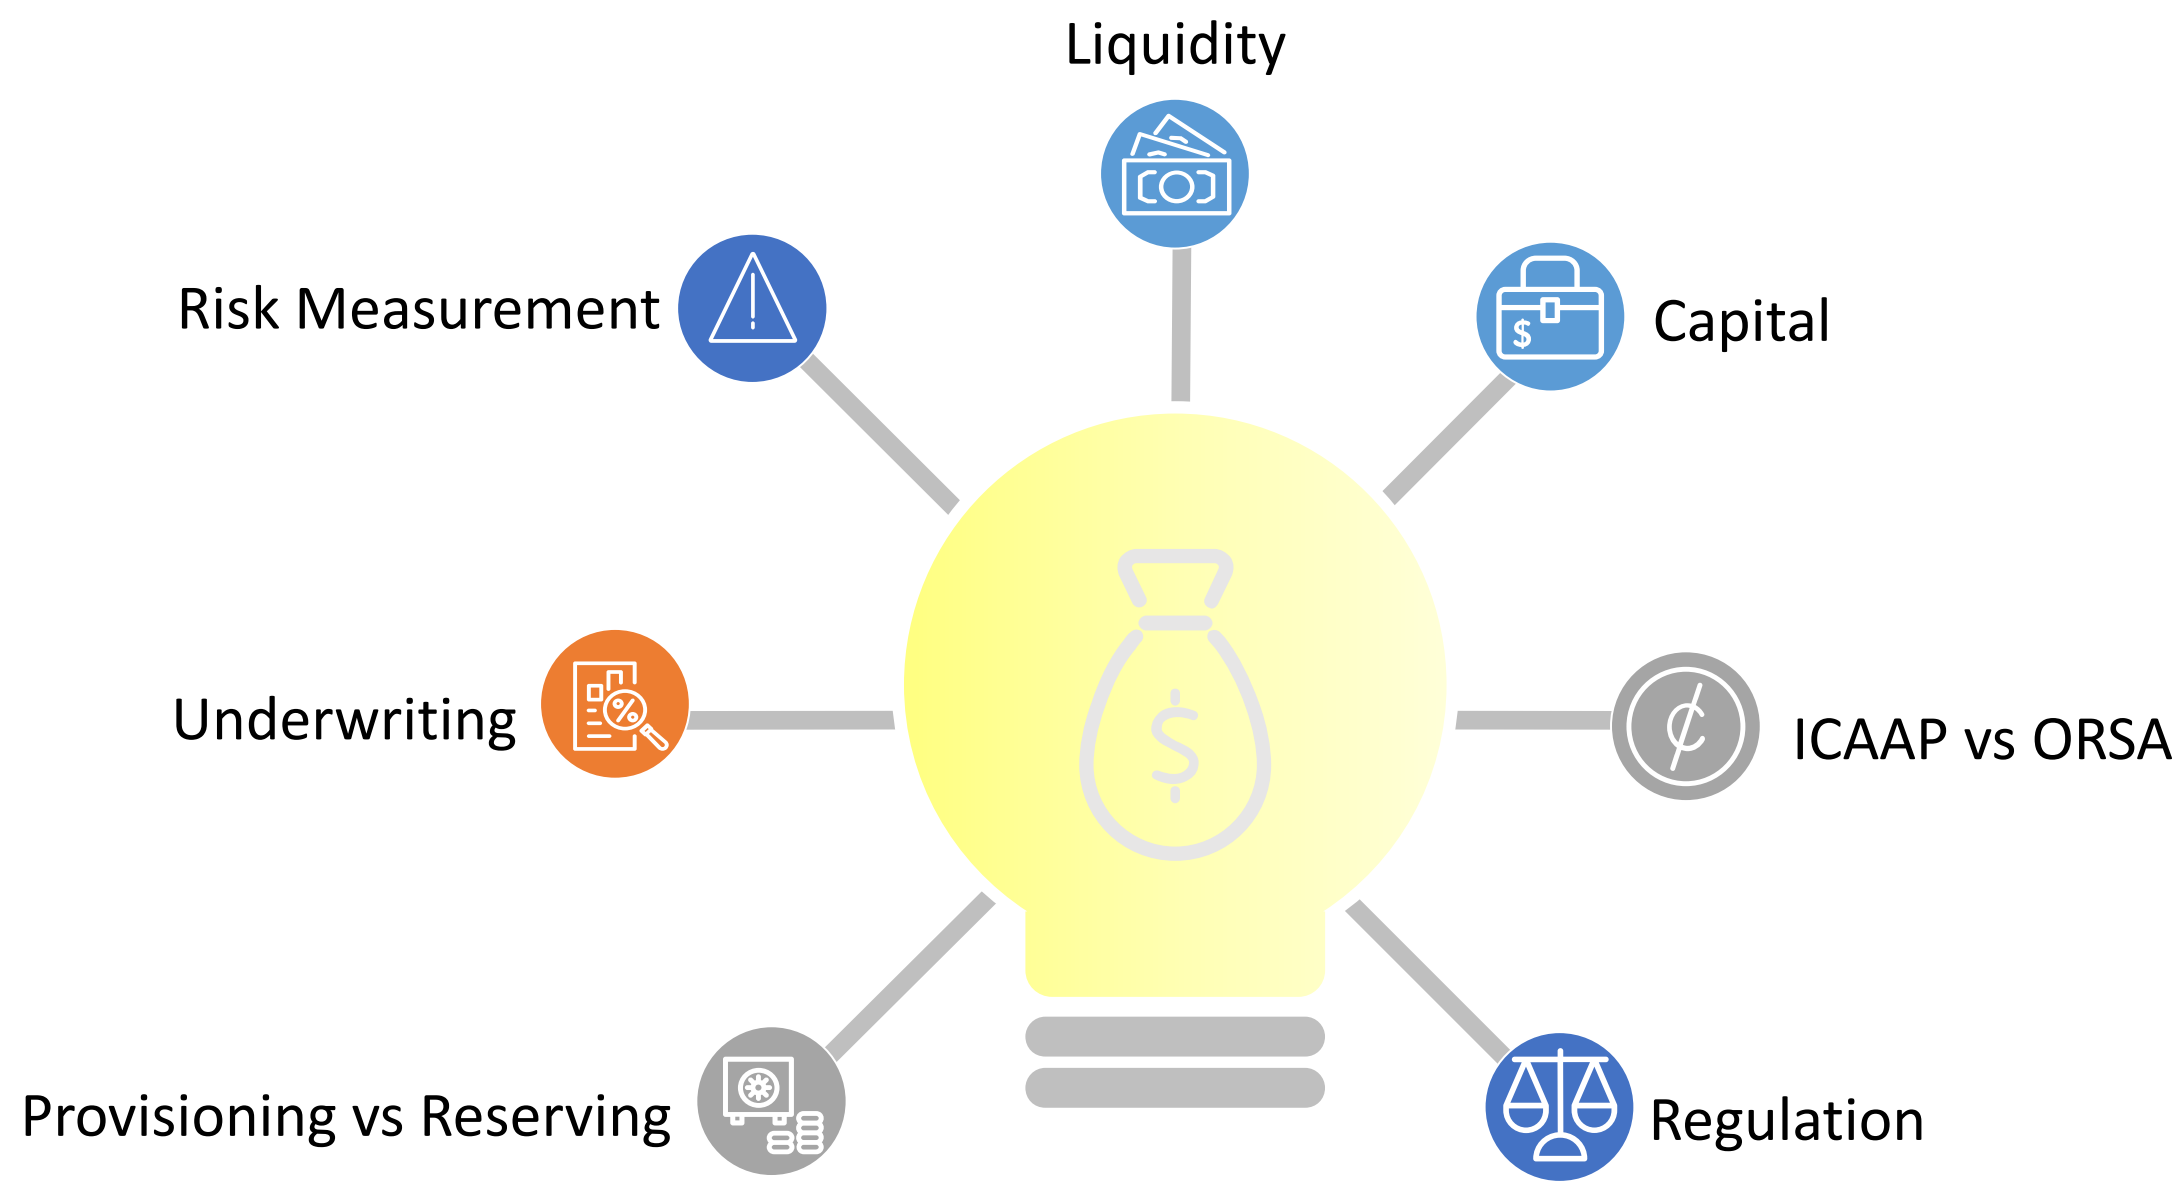 Liquidity
Risk Measurement
Capital
$
Underwriting
$
¢
ICAAP vs ORSA
%
Provisioning vs Reserving
Regulation